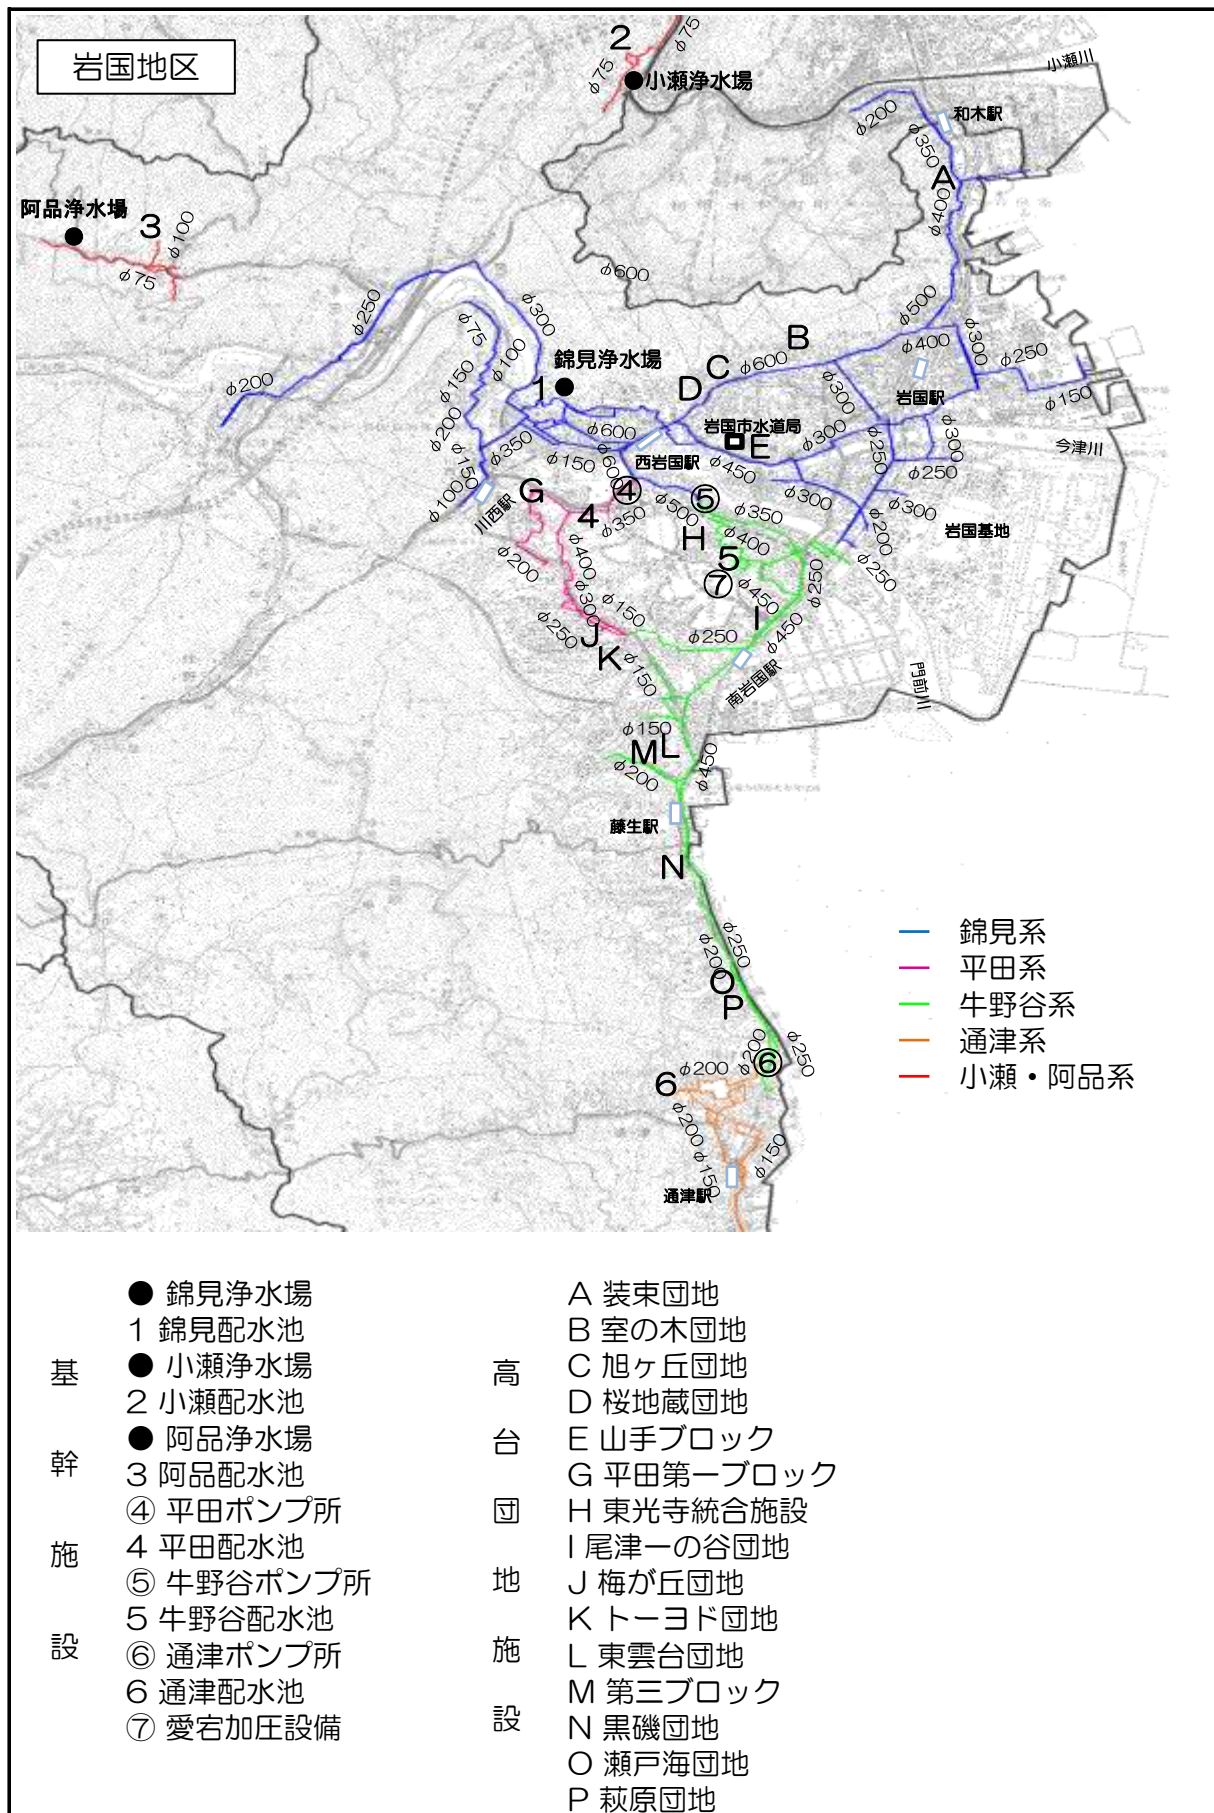 岩国地区
2
φ75
φ75
小瀬浄水場
小瀬川
和木駅
φ200
φ350
A
φ400
阿品浄水場
3
φ100
φ75
φ600
φ250
φ300
φ75
φ100
φ150
φ200
φ200
錦見浄水場
1
B
C
D
φ600
φ500
φ400
φ300
φ250
φ150
岩国駅
φ300
岩国市水道局
E
φ300
φ300
今津川
φ350
φ600
φ150
φ600
西岩国駅
φ450
φ250
φ250
φ150
φ100
川西駅
G
④
4
φ350
φ500
⑤
φ300
φ300
φ350
φ200
岩国基地
H
φ400
5
⑦
φ250
φ250
φ400
φ200
φ300
φ150
φ450
I
φ450
φ250
J
K
φ250
φ150
南岩国駅
門前川
φ150
M
L
φ200
φ450
藤生駅
N
φ250
φ200
O
P
φ200
φ250
⑥
6
φ200
φ200
φ150
φ150
通津駅
錦見系
平田系
牛野谷系
通津系
小瀬・阿品系
基幹施設
● 錦見浄水場
1 錦見配水池
● 小瀬浄水場
2 小瀬配水池
● 阿品浄水場
3 阿品配水池
④ 平田ポンプ所
4 平田配水池
⑤ 牛野谷ポンプ所
5 牛野谷配水池
⑥ 通津ポンプ所
6 通津配水池
⑦ 愛宕加圧設備
高台団地施設
A 装束団地
B 室の木団地
C 旭ヶ丘団地
D 桜地蔵団地
E 山手ブロック
G 平田第一ブロック
H 東光寺統合施設
I 尾津一の谷団地
J 梅が丘団地
K トーヨド団地
L 東雲台団地
M 第三ブロック
N 黒磯団地
O 瀬戸海団地
P 萩原団地